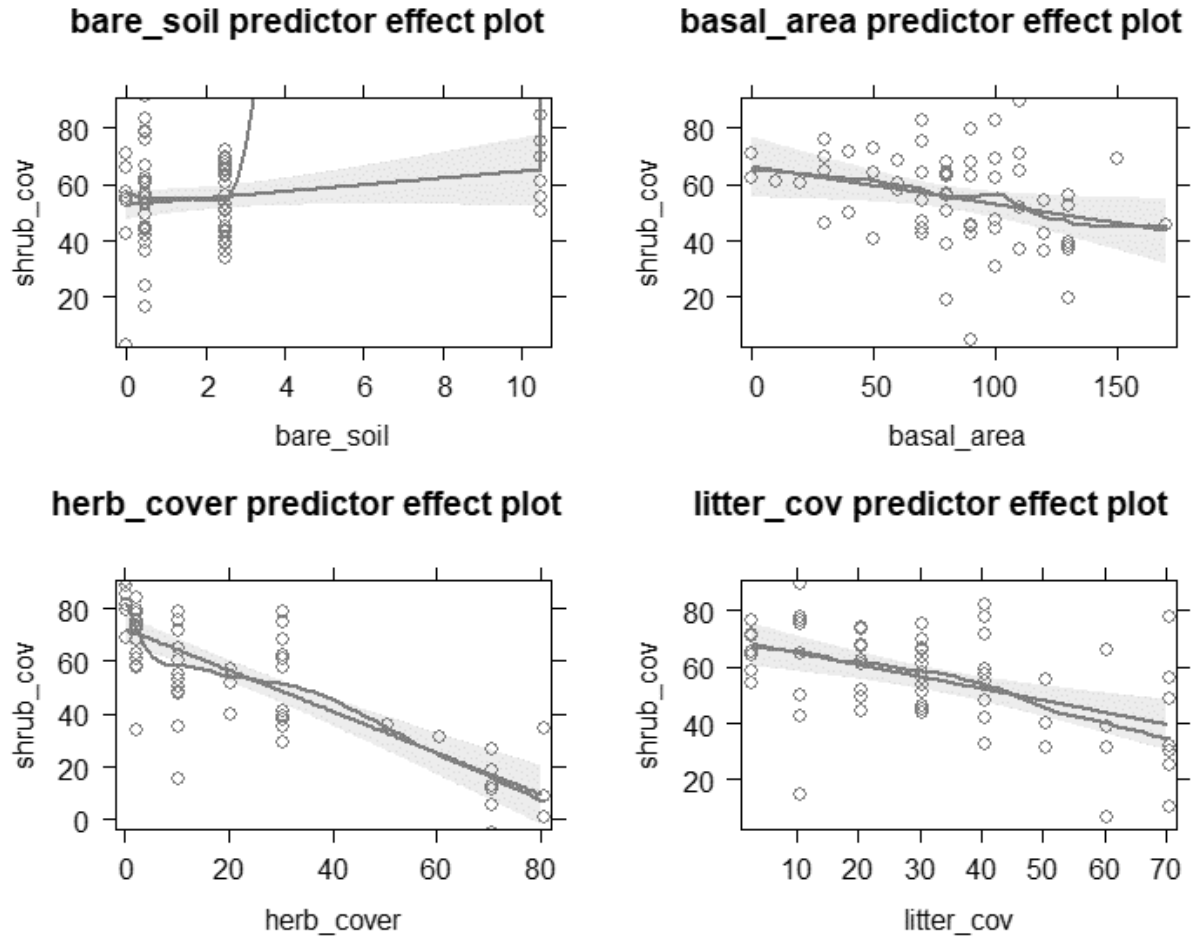 bare_soil predictor effect plot
shrub_cov
80
60
40
20
0 2 4 6 8 10
bare_soil
basal_area predictor effect plot
shrub_cov
80
60
40
20
0 50 100 150
basal_area
herb_cover predictor effect plot
shrub_cov
80
60
40
20
0
0 20 40 60 80
herb_cover
litter_cov predictor effect plot
shrub_cov
80
60
40
20
10 20 30 40 50 60 70
litter_cov